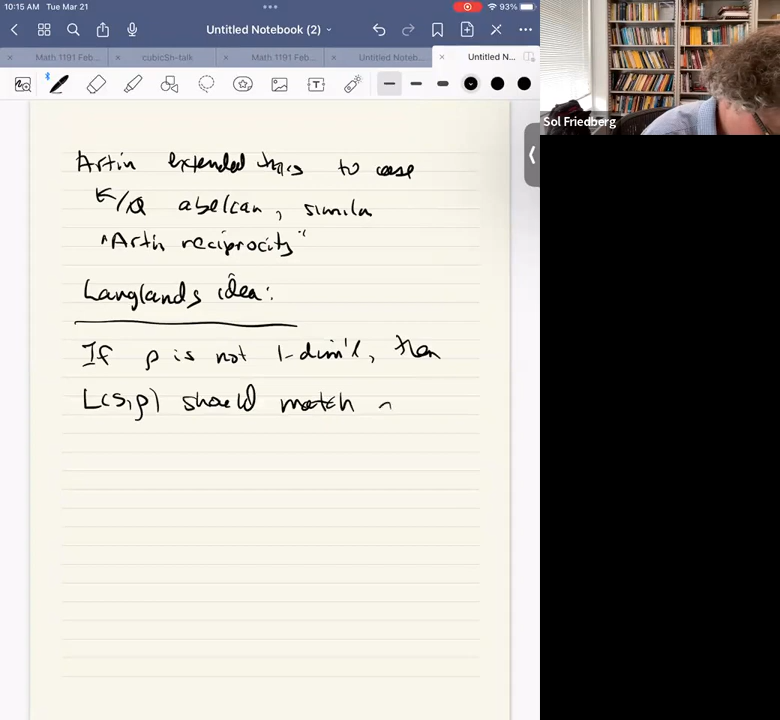 10:15 AM Tue Mar 21
93%
Untitled Notebook (2)
Math 1191 Feb...
cubicSh-talk
Math 1191 Feb...
Untitled Noteb...
Untitled N...
Sol Friedberg
Artin extended this to case
K/Q abelian, similar
"Artin reciprocity"
Langlands idea:
If ρ is not 1-dim'l, then
L(s,ρ) should match